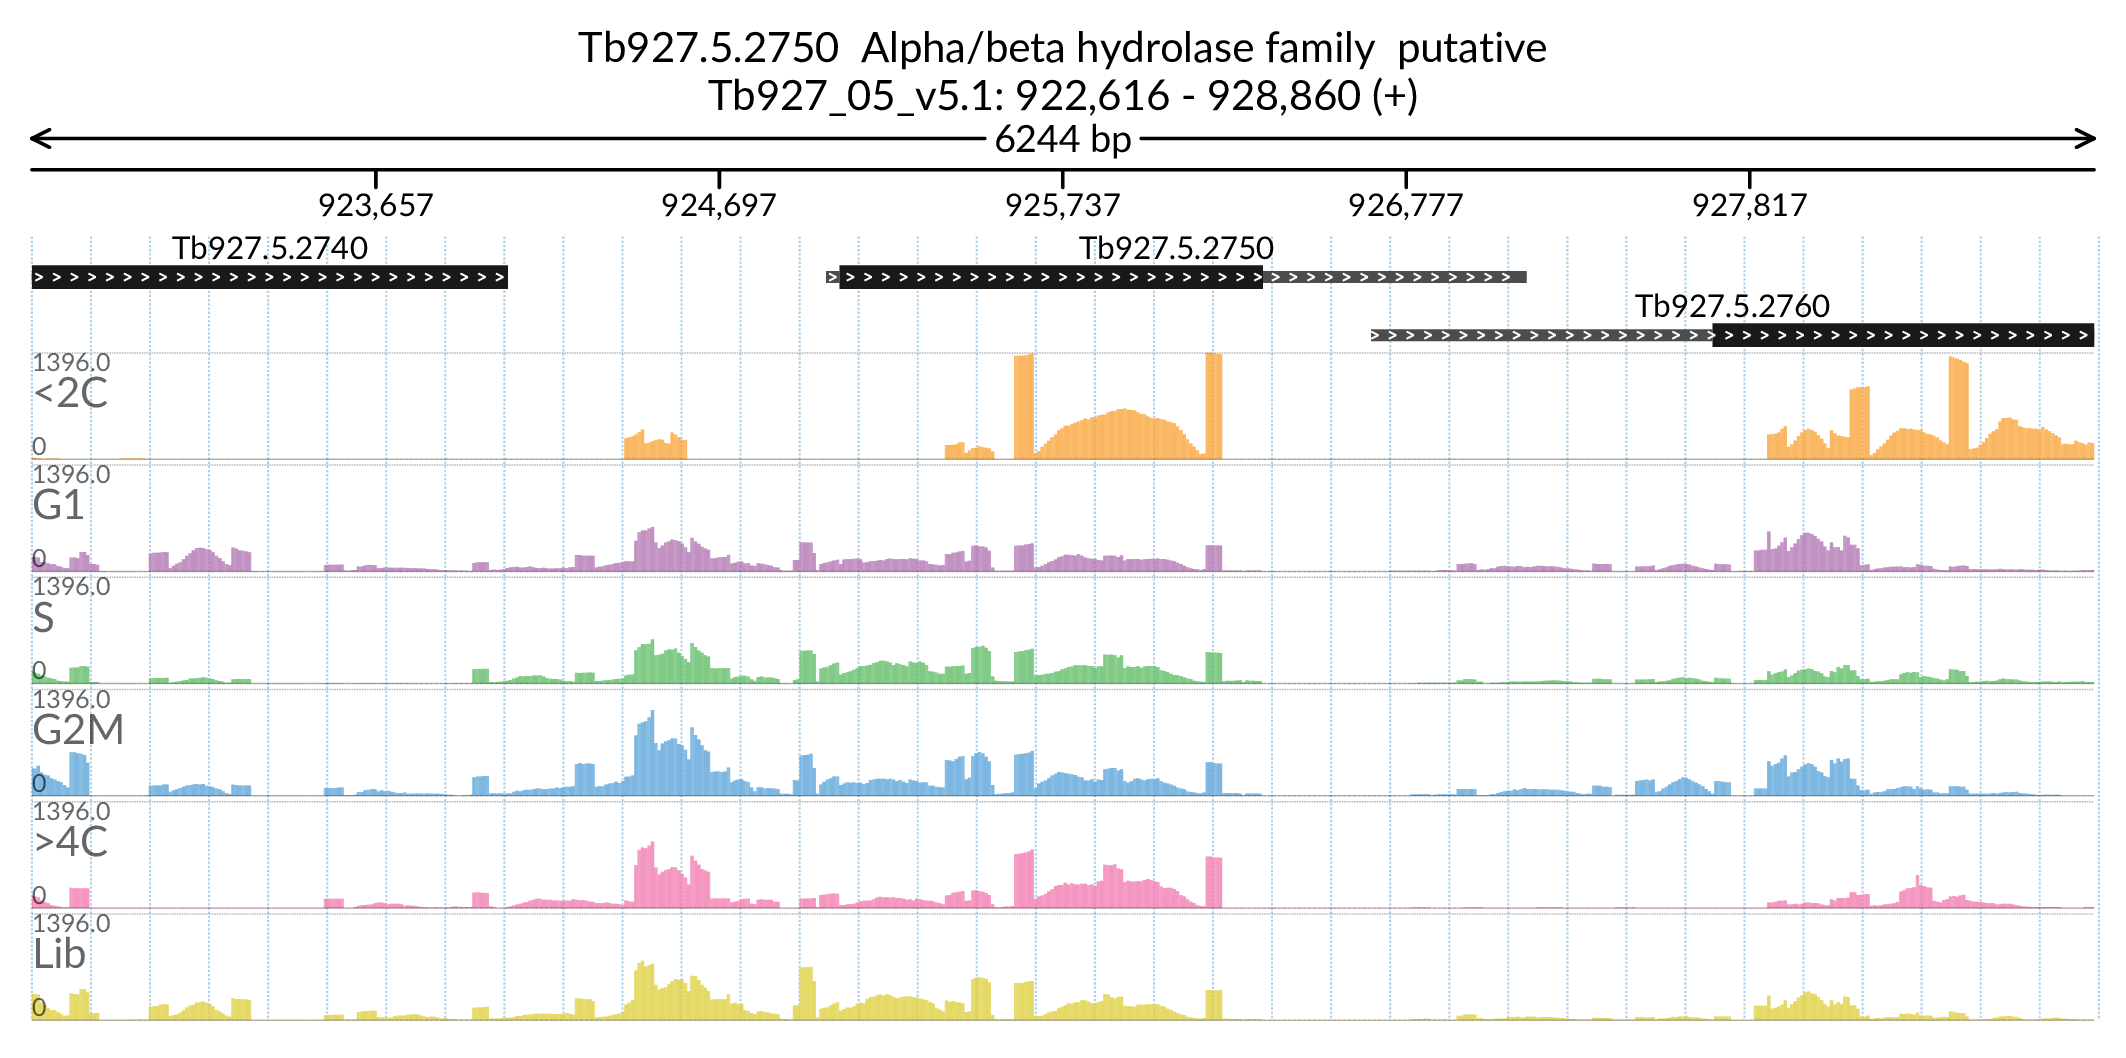 Tb927.5.2750  Alpha/beta hydrolase family  putative
Tb927_05_v5.1: 922,616 - 928,860 (+)
6244 bp
923,657 924,697 925,737 926,777 927,817
Tb927.5.2740 Tb927.5.2750
Tb927.5.2760
1396.0
<2C
0
1396.0
G1
0
1396.0
S
0
1396.0
G2M
0
1396.0
>4C
0
1396.0
Lib
0